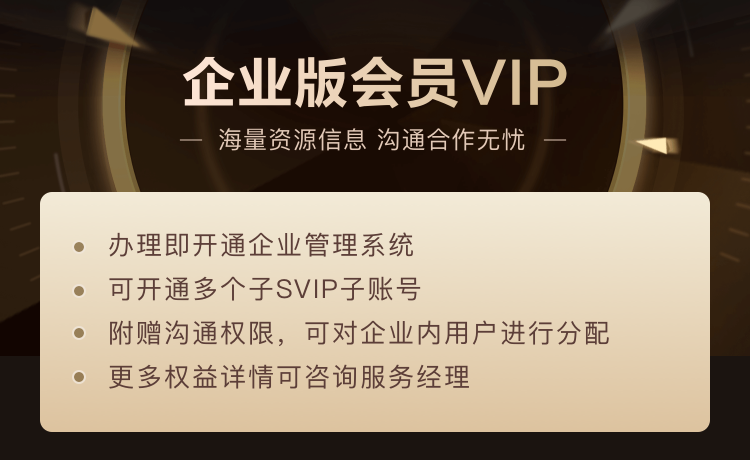 企业版会员VIP
— 海量资源信息 沟通合作无忧 —
• 办理即开通企业管理系统
• 可开通多个子SVIP子账号
• 附赠沟通权限，可对企业内用户进行分配
• 更多权益详情可咨询服务经理